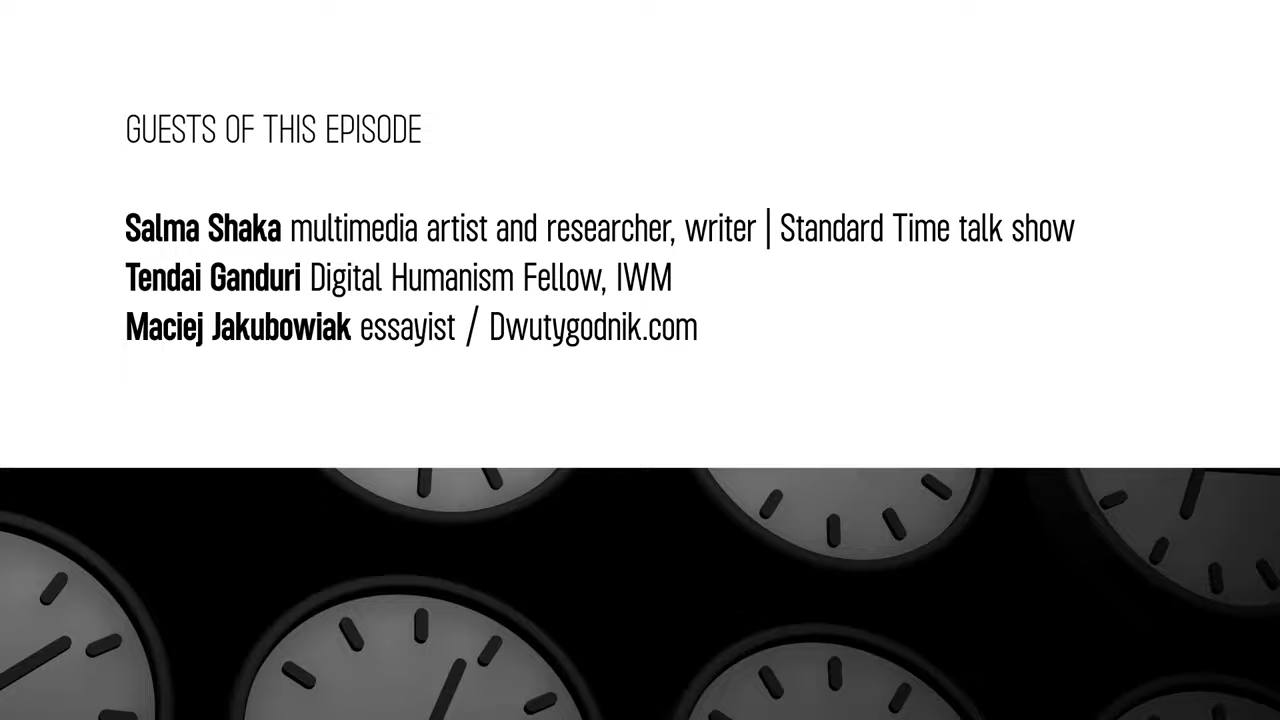 GUESTS OF THIS EPISODE
Salma Shaka multimedia artist and researcher, writer | Standard Time talk show
Tendai Ganduri Digital Humanism Fellow, IWM
Maciej Jakubowiak essayist / Dwutygodnik.com